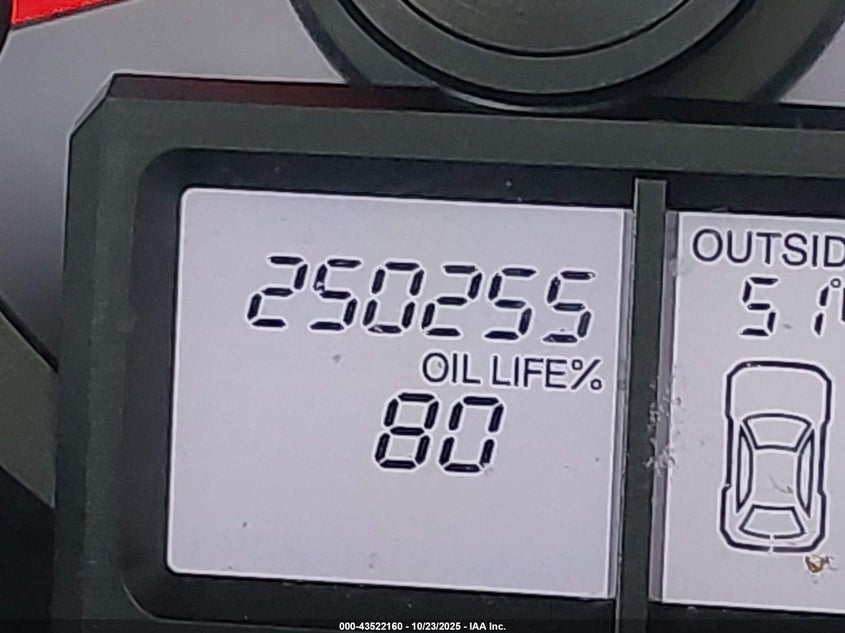 250255
OIL LIFE%
80
OUTSID
51°
000-43522160 - 10/23/2025 - IAA Inc.